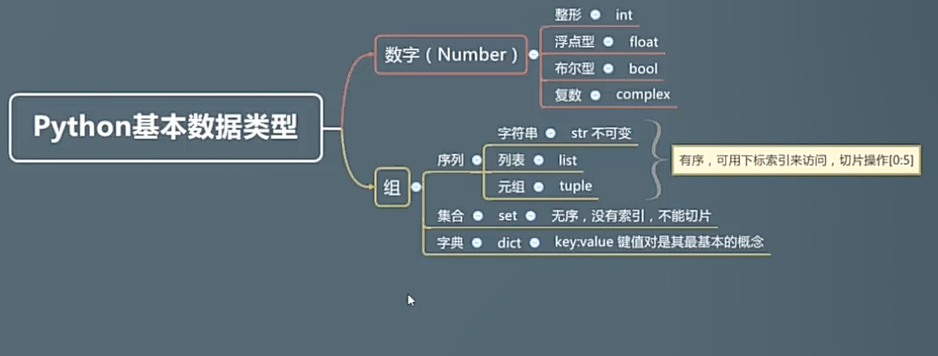 Python基本数据类型
数字（Number）
整形 int
浮点型 float
布尔型 bool
复数 complex
组
序列
字符串 str 不可变
列表 list
元组 tuple
有序，可用下标索引来访问，切片操作[0:5]
集合 set 无序，没有索引，不能切片
字典 dict key:value 键值对是其最基本的概念